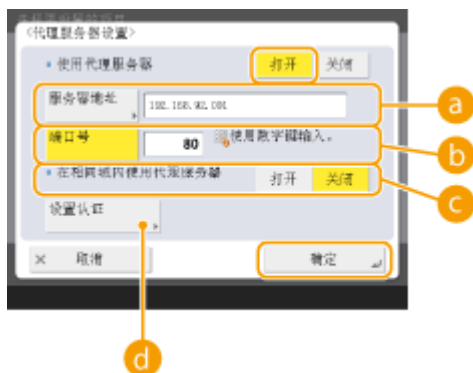 <代理服务器设置>
使用代理服务器
打开 关闭
服务器地址
192.168.92.001
a
端口号
80 使用数字键输入。
b
在相同域内使用代理服务器
打开 关闭
c
设置认证
× 取消
确定
d